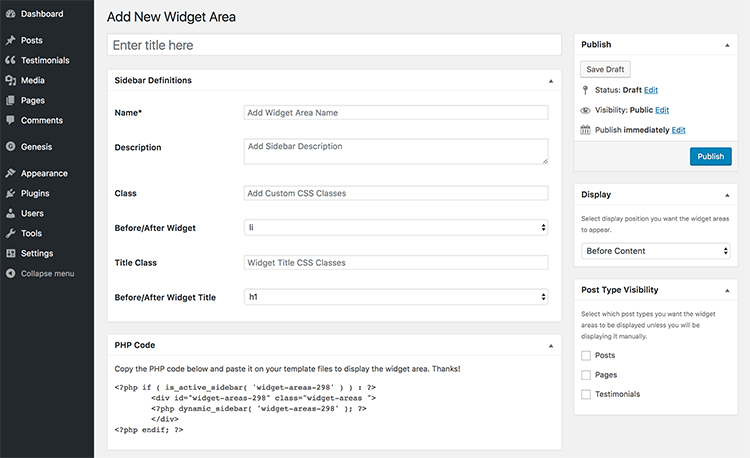 Dashboard
Posts
Testimonials
Media
Pages
Comments
Genesis
Appearance
Plugins
Users
Tools
Settings
Collapse menu
Add New Widget Area
Enter title here
Sidebar Definitions
Name*
Add Widget Area Name
Description
Add Sidebar Description
Class
Add Custom CSS Classes
Before/After Widget
li
Title Class
Widget Title CSS Classes
Before/After Widget Title
h1
PHP Code
Copy the PHP code below and paste it on your template files to display the widget area. Thanks!
<?php if ( is_active_sidebar( 'widget-areas-298' ) ) : ?>
<div id="widget-areas-298" class="widget-areas ">
<?php dynamic_sidebar( 'widget-areas-298' ); ?>
</div>
<?php endif; ?>
Publish
Save Draft
Status: Draft Edit
Visibility: Public Edit
Publish immediately Edit
Publish
Display
Select display position you want the widget areas
to appear.
Before Content
Post Type Visibility
Select which post types you want the widget
areas to be displayed unless you will be
displaying it manually.
Posts
Pages
Testimonials